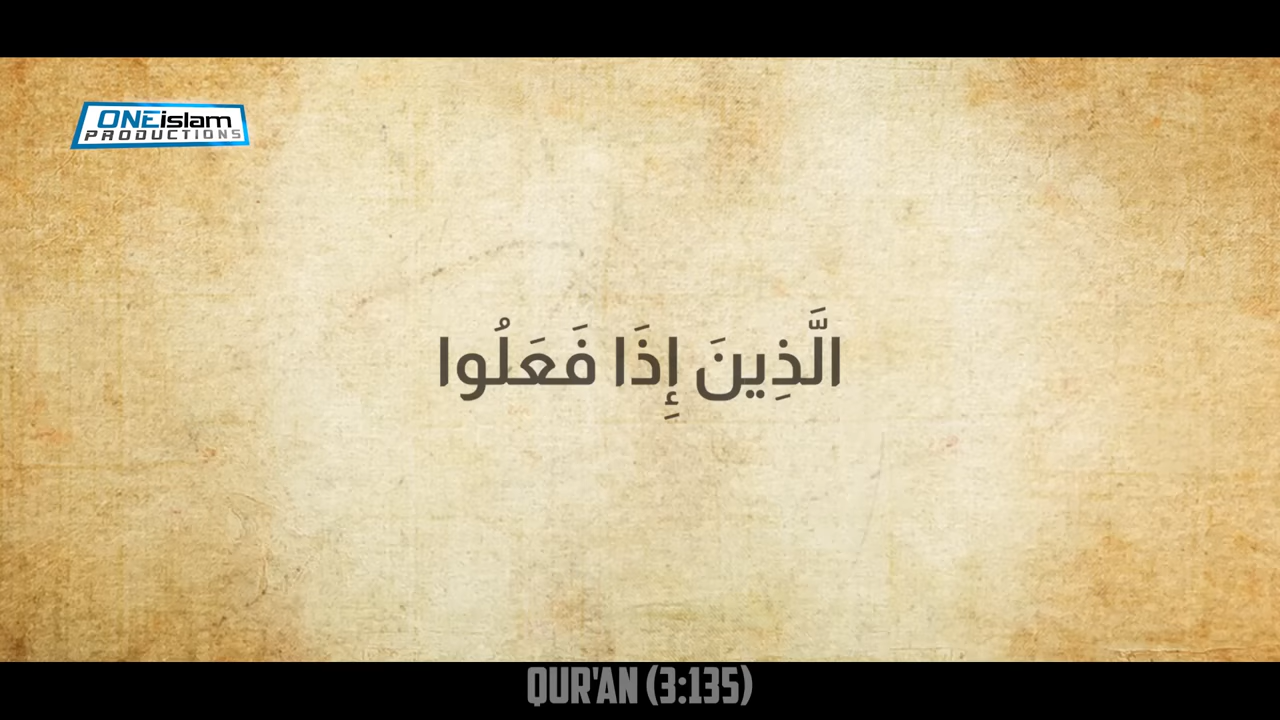 ONEislam
PRODUCTIONS
الَّذِينَ إِذَا فَعَلُوا
QUR'AN (3:135)